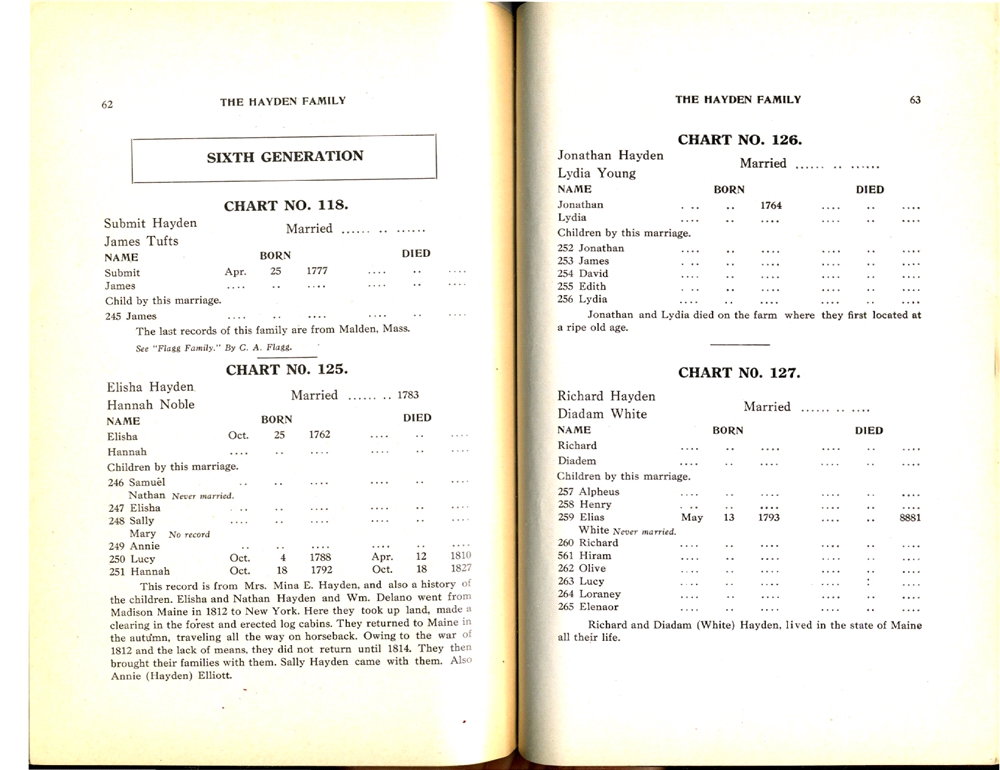 62
THE HAYDEN FAMILY
SIXTH GENERATION
CHART NO. 118.
Submit Hayden
Married ...... .. ......
James Tufts
NAME BORN DIED
Submit Apr. 25 1777 .... .. ....
James .... .. .... .... .. ....
Child by this marriage.
245 James .... .. .... .... .. ....
The last records of this family are from Malden, Mass.
See "Flagg Family." By C. A. Flagg.
CHART NO. 125.
Elisha Hayden
Married ...... .. 1783
Hannah Noble
NAME BORN DIED
Elisha Oct. 25 1762 .... .. ....
Hannah .... .. .... .... .. ....
Children by this marriage.
246 Samuel .. .. .... .... .. ....
Nathan Never married.
247 Elisha . .. .. .... .... .. ....
248 Sally .... .. .... .... .. ....
Mary No record
249 Annie .. .. .... .... .. ....
250 Lucy Oct. 4 1788 Apr. 12 1810
251 Hannah Oct. 18 1792 Oct. 18 1827
This record is from Mrs. Mina E. Hayden, and also a history of
the children. Elisha and Nathan Hayden and Wm. Delano went from
Madison Maine in 1812 to New York. Here they took up land, made a
clearing in the forest and erected log cabins. They returned to Maine in
the autumn, traveling all the way on horseback. Owing to the war of
1812 and the lack of means, they did not return until 1814. They then
brought their families with them. Sally Hayden came with them. Also
Annie (Hayden) Elliott.
THE HAYDEN FAMILY
63
CHART NO. 126.
Jonathan Hayden
Married ...... .. ......
Lydia Young
NAME BORN DIED
Jonathan . .. .. 1764 .... .. ....
Lydia .... .. .... .... .. ....
Children by this marriage.
252 Jonathan .... .. .... .... .. ....
253 James . .. .. .... .... .. ....
254 David .... .. .... .... .. ....
255 Edith . .. .. .... .... .. ....
256 Lydia .... .. .... .... .. ....
Jonathan and Lydia died on the farm where they first located at
a ripe old age.
CHART NO. 127.
Richard Hayden
Married ...... .. ....
Diadam White
NAME BORN DIED
Richard .... .. .... .... .. ....
Diadem .... .. .... .... .. ....
Children by this marriage.
257 Alpheus .... .. .... .... .. ....
258 Henry . .. .. .... .... .. ....
259 Elias May 13 1793 .... .. 8881
White Never married.
260 Richard .... .. .... .... .. ....
561 Hiram .... .. .... .... .. ....
262 Olive .... .. .... .... .. ....
263 Lucy . .. .. .... .... : ....
264 Loraney .... .. .... .... .. ....
265 Elenaor .... .. .... .... .. ....
Richard and Diadam (White) Hayden, lived in the state of Maine
all their life.